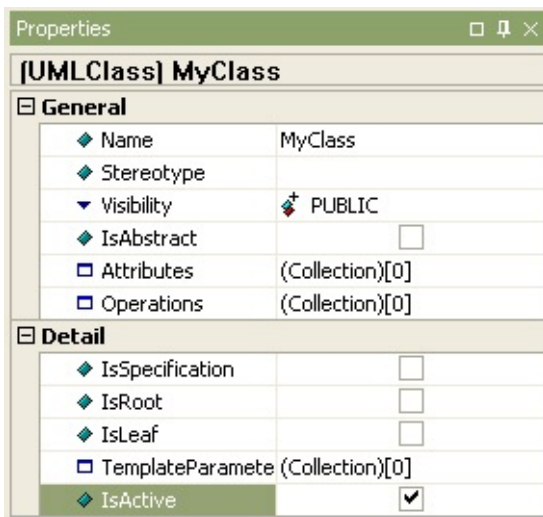 Properties
(UMLClass) MyClass
General
Name MyClass
Stereotype
Visibility PUBLIC
IsAbstract
Attributes (Collection)[0]
Operations (Collection)[0]
Detail
IsSpecification
IsRoot
IsLeaf
TemplateParamete (Collection)[0]
IsActive